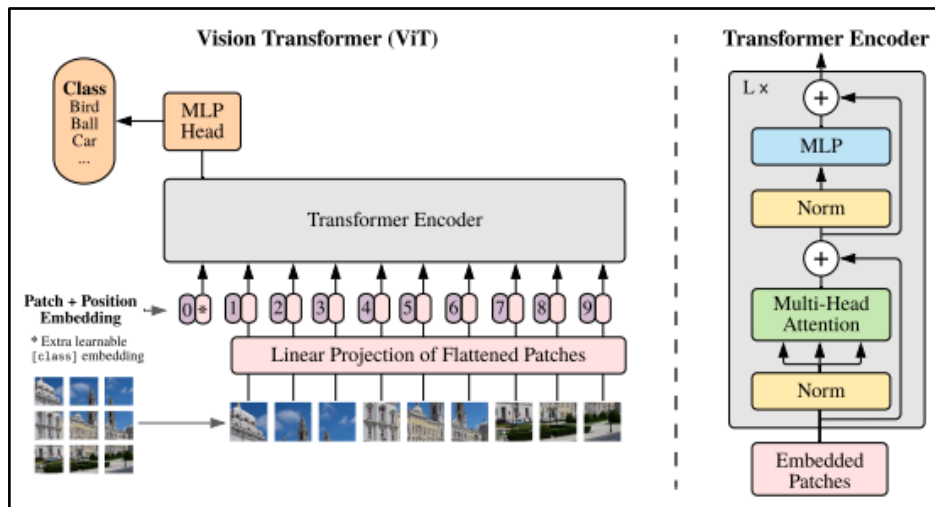 Vision Transformer (ViT)
Class
Bird
Ball
Car
...
MLP
Head
Transformer Encoder
Patch + Position
Embedding
0 * 1 2 3 4 5 6 7 8 9
* Extra learnable
[class] embedding
Linear Projection of Flattened Patches
Transformer Encoder
L ×
+
MLP
Norm
+
Multi-Head
Attention
Norm
Embedded
Patches